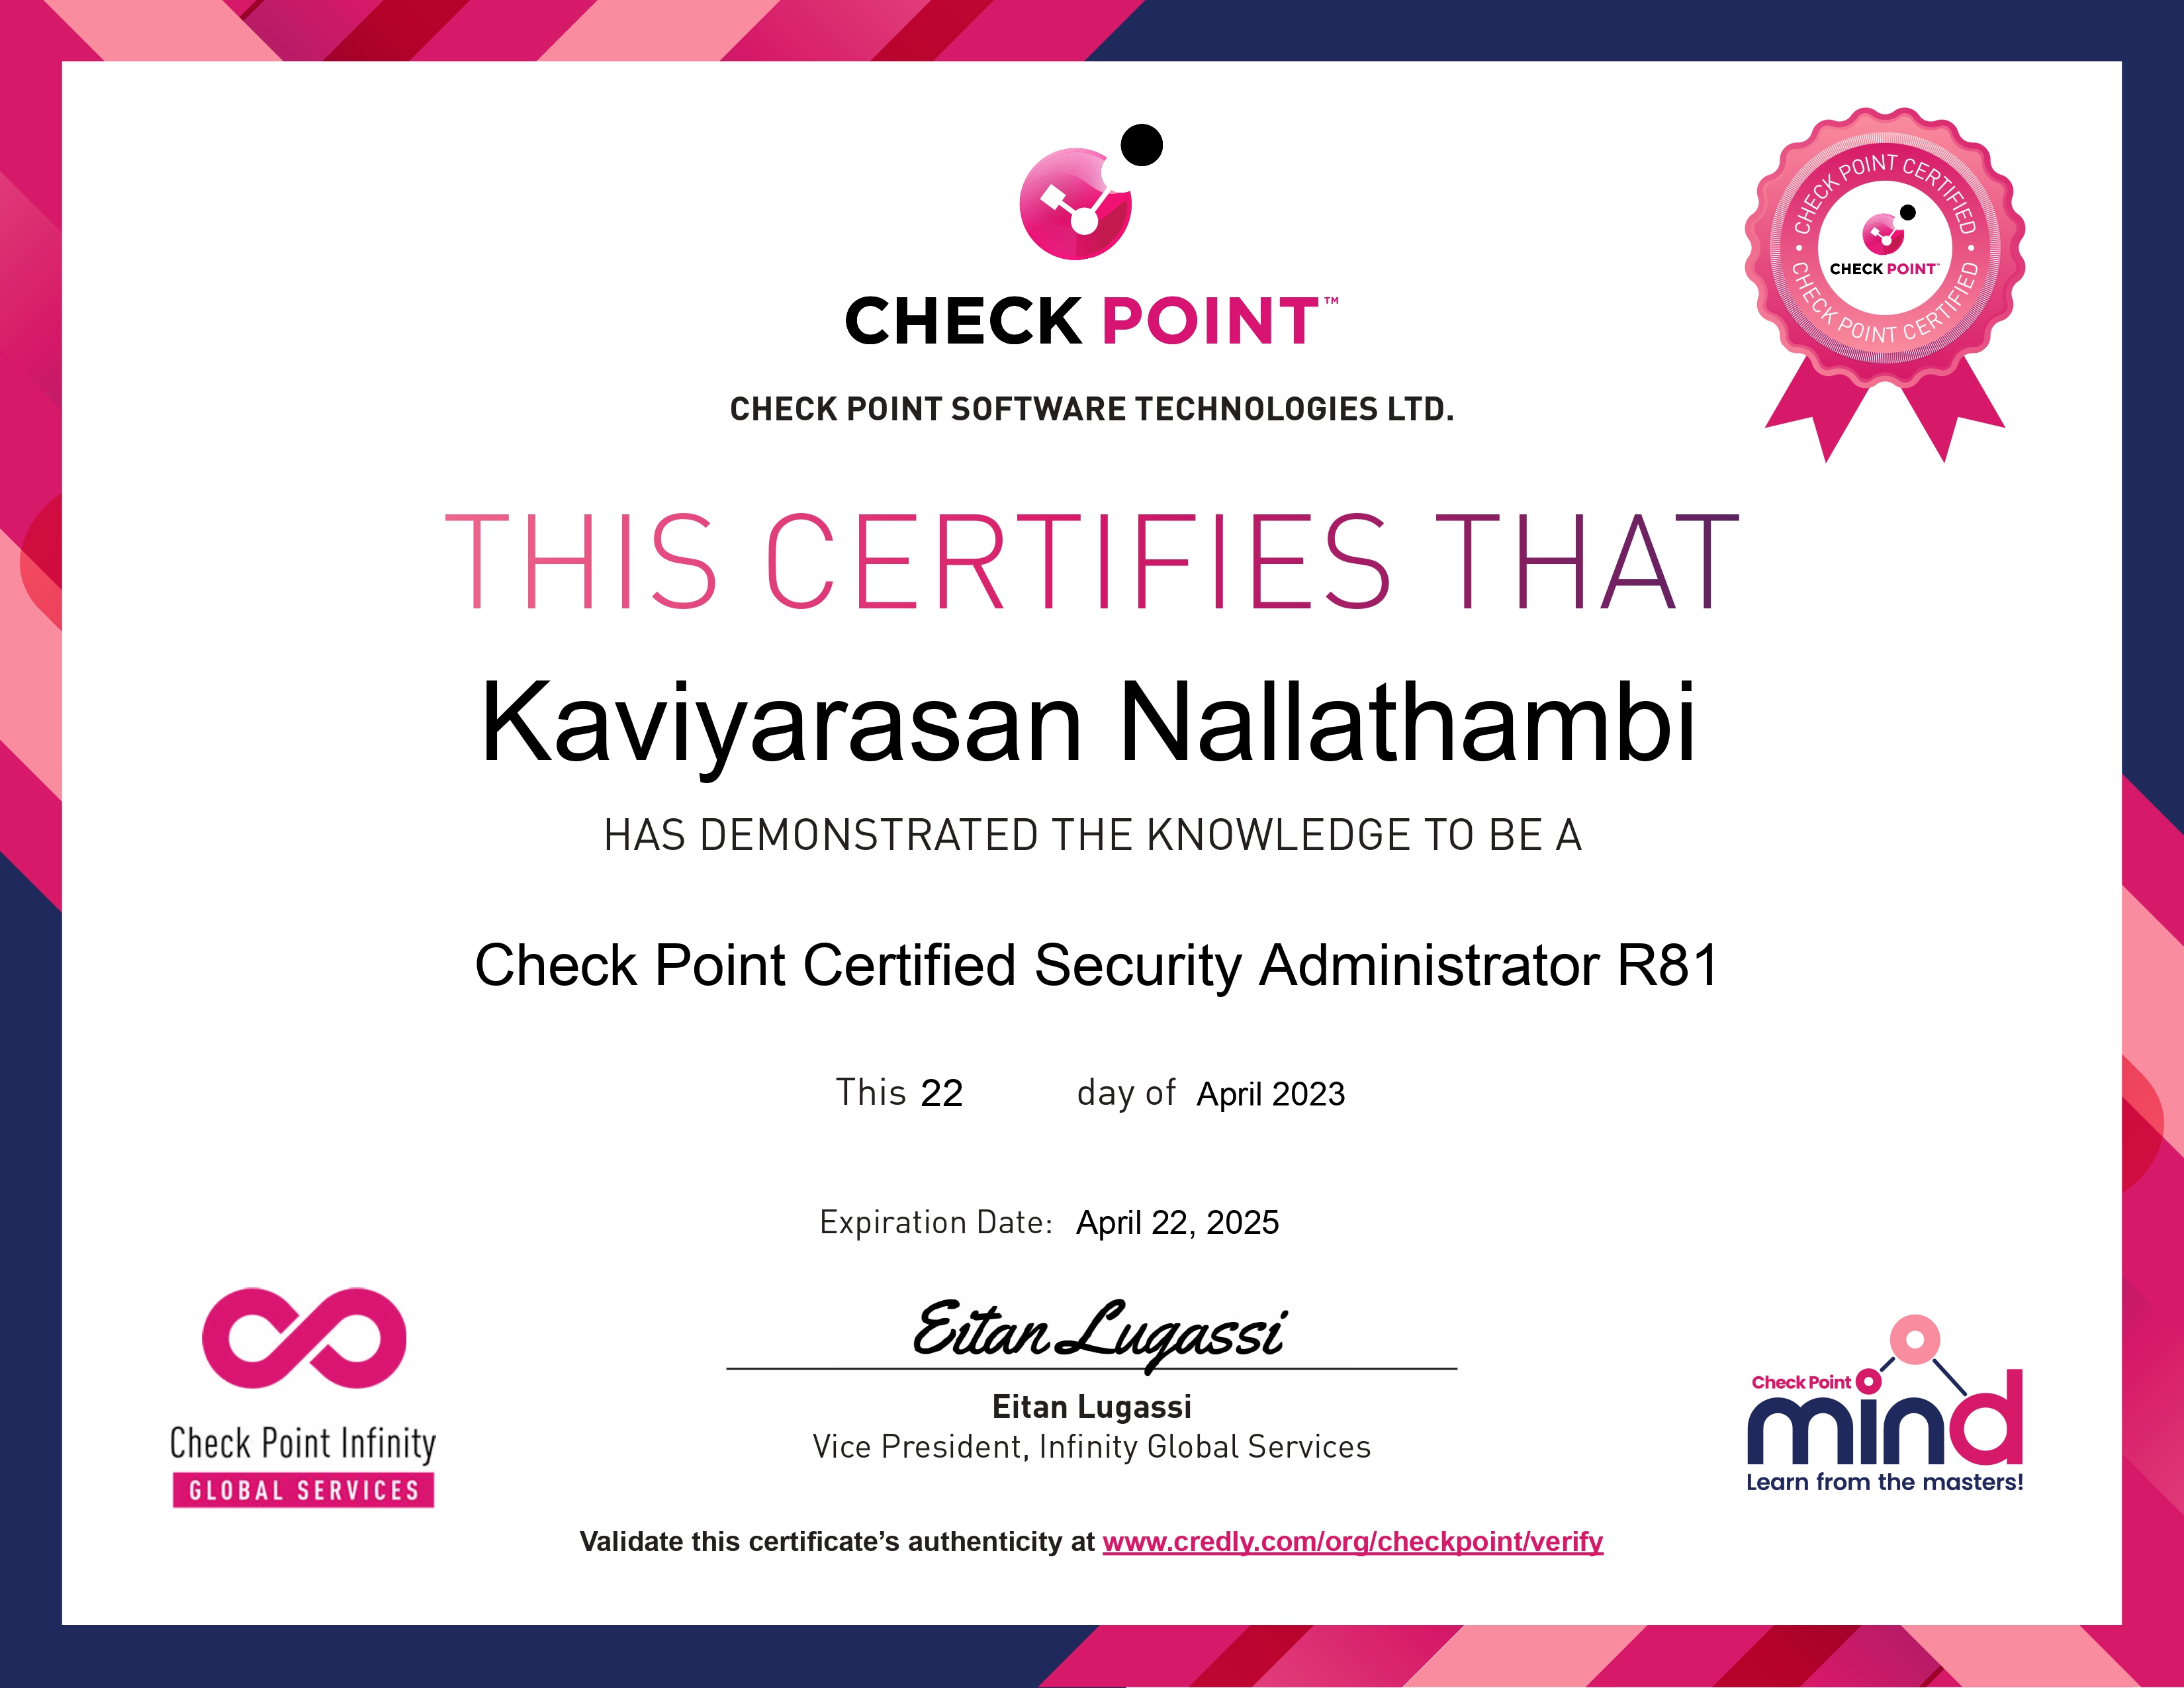 CHECK POINT™
CHECK POINT SOFTWARE TECHNOLOGIES LTD.
• CHECK POINT CERTIFIED •
CHECK POINT™
CHECK POINT CERTIFIED
THIS CERTIFIES THAT
Kaviyarasan Nallathambi
HAS DEMONSTRATED THE KNOWLEDGE TO BE A
Check Point Certified Security Administrator R81
This 22 day of April 2023
Expiration Date: April 22, 2025
Eitan Lugassi
Eitan Lugassi
Vice President, Infinity Global Services
Check Point Infinity
GLOBAL SERVICES
Check Point
mind
Learn from the masters!
Validate this certificate’s authenticity at www.credly.com/org/checkpoint/verify